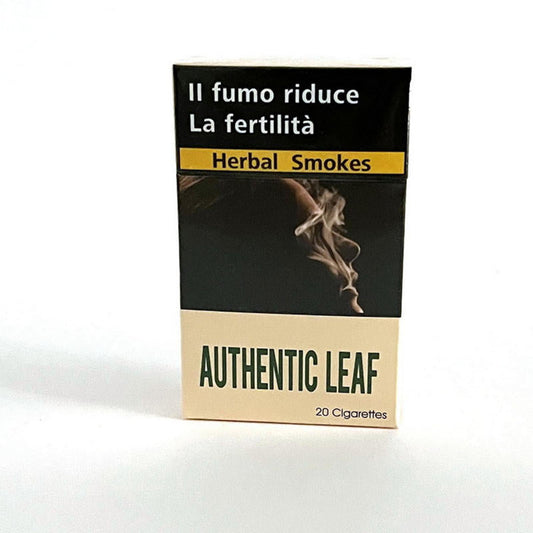 Il fumo riduce
La fertilità
Herbal Smokes
AUTHENTIC LEAF
20 Cigarettes